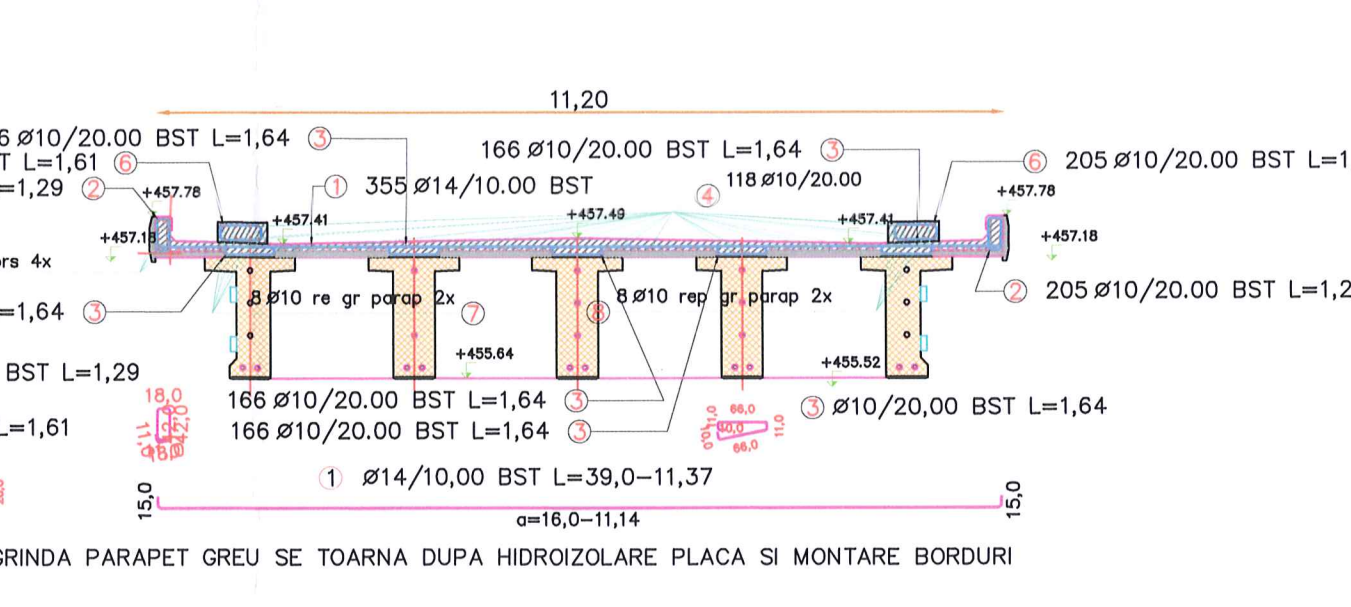 11,20
6 Ø10/20.00 BST L=1,64 3
166 Ø10/20.00 BST L=1,64 3
T L=1,61 6
6 205 Ø10/20.00 BST L=1
=1,29 2
1 355 Ø14/10.00 BST
4 118 Ø10/20.00
+457.78
+457.78
+457.41
+457.49
+457.41
+457.18
+457.18
ors 4x
8 Ø10 re gr parap 2x
7
8 Ø10 rep gr parap 2x
8
2 205 Ø10/20.00 BST L=1,2
=1,64 3
+455.64
+455.52
BST L=1,29
166 Ø10/20.00 BST L=1,64 3
3 Ø10/20,00 BST L=1,64
18,0
66,0
11,0
66,0
L=1,61
166 Ø10/20.00 BST L=1,64 3
1 Ø14/10,00 BST L=39,0-11,37
15,0
15,0
a=16,0-11,14
GRINDA PARAPET GREU SE TOARNA DUPA HIDROIZOLARE PLACA SI MONTARE BORDURI